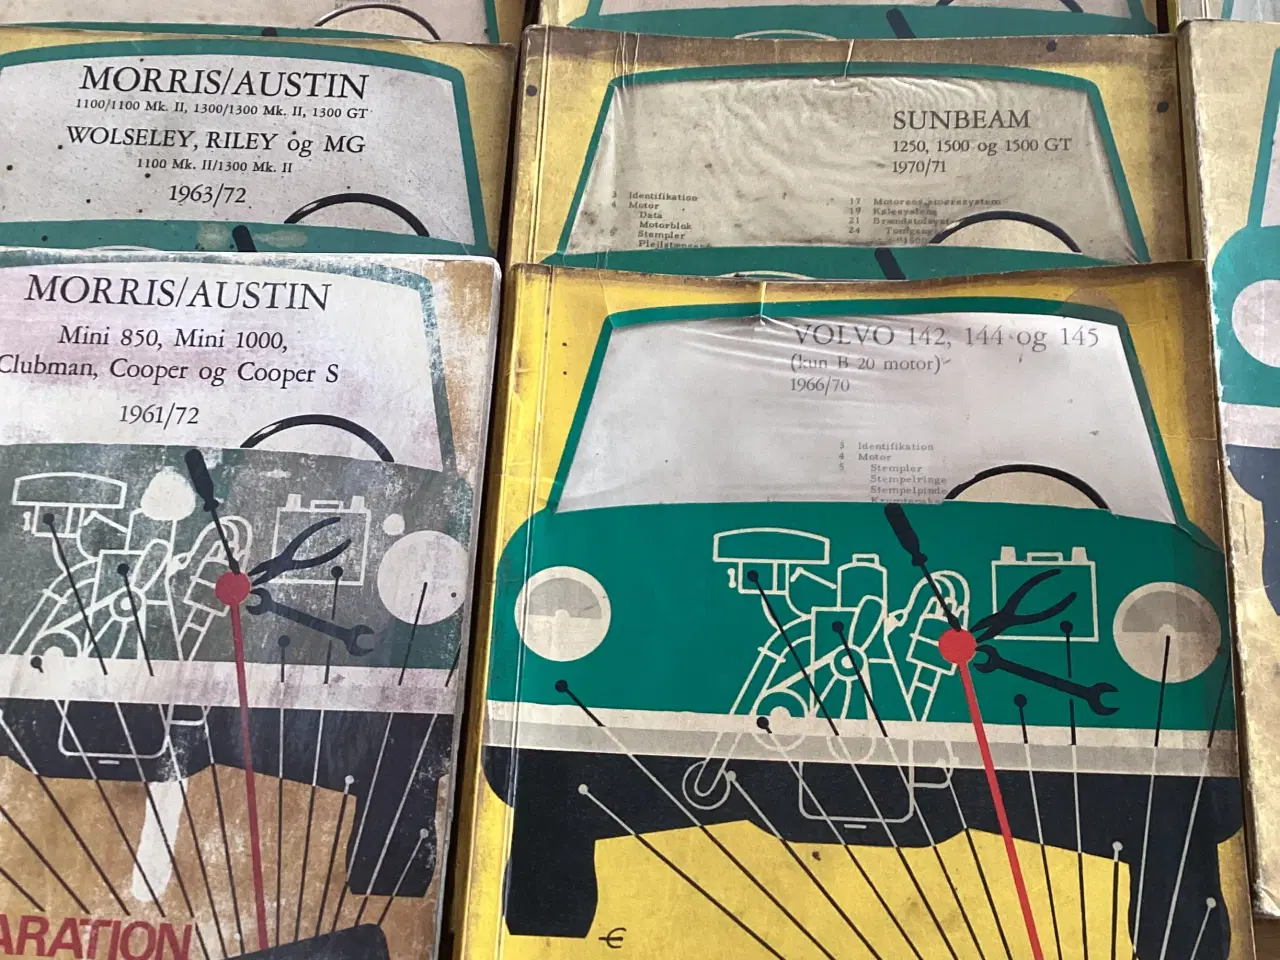 MORRIS/AUSTIN
1100/1100 Mk. II, 1300/1300 Mk. II, 1300 GT
WOLSELEY, RILEY og MG
1100 Mk. II/1300 Mk. II
1963/72
SUNBEAM
1250, 1500 og 1500 GT
1970/71
3 Identifikation
4 Motor
Data
Motorblok
Stempler
17 Motorens smøresystem
19 Kølesystem
21
24
MORRIS/AUSTIN
Mini 850, Mini 1000,
Clubman, Cooper og Cooper S
1961/72
VOLVO 142, 144 og 145
(kun B 20 motor)
1966/70
3 Identifikation
4 Motor
5 Stempler
Stempelringe
Stempelpinde
ARATION